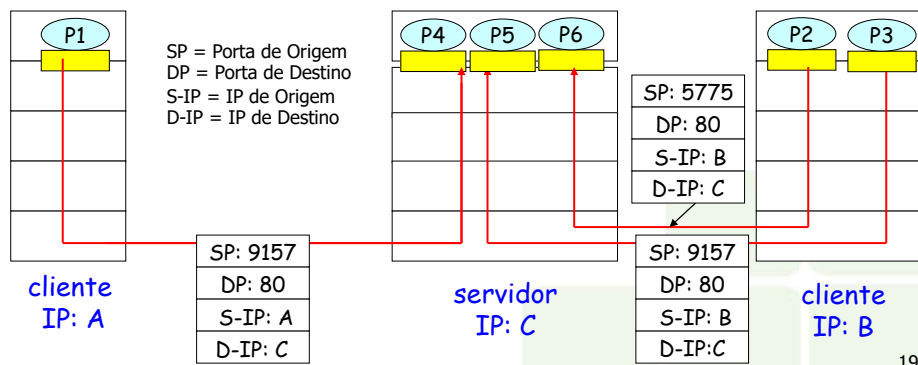 P1
SP = Porta de Origem
DP = Porta de Destino
S-IP = IP de Origem
D-IP = IP de Destino
P4
P5
P6
P2
P3
SP: 5775
DP: 80
S-IP: B
D-IP: C
SP: 9157
DP: 80
S-IP: A
D-IP: C
SP: 9157
DP: 80
S-IP: B
D-IP:C
cliente
IP: A
servidor
IP: C
cliente
IP: B
19